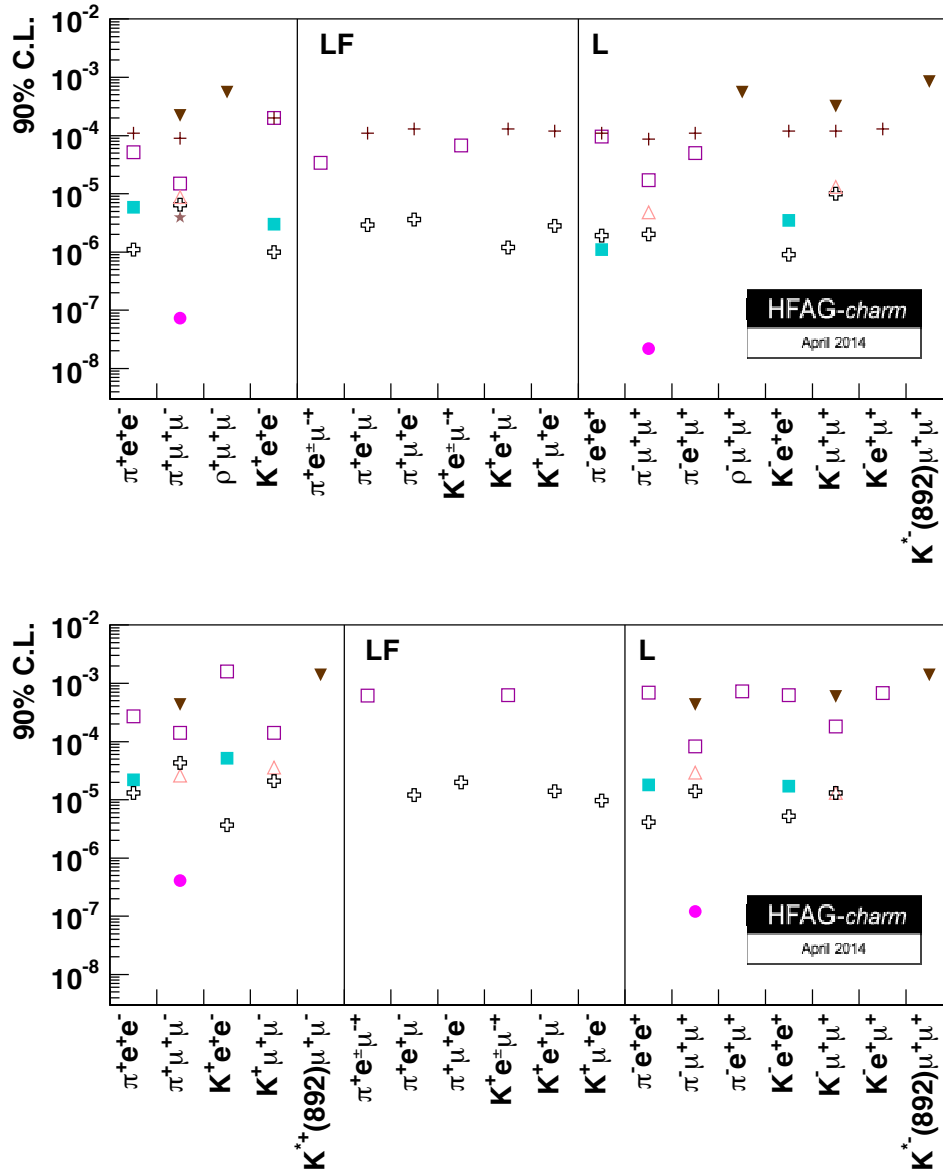 90% C.L.
10⁻²
10⁻³
10⁻⁴
10⁻⁵
10⁻⁶
10⁻⁷
10⁻⁸
LF
L
HFAG-charm
April 2014
π⁺e⁺e⁻
π⁺μ⁺μ⁻
ρ⁺μ⁺μ⁻
K⁺e⁺e⁻
π⁺e±μ∓
π⁺e⁺μ⁻
π⁺μ⁺e⁻
K⁺e±μ∓
K⁺e⁺μ⁻
K⁺μ⁺e⁻
π⁻e⁺e⁺
π⁻μ⁺μ⁺
π⁻e⁺μ⁺
ρ⁻μ⁺μ⁺
K⁻e⁺e⁺
K⁻μ⁺μ⁺
K⁻e⁺μ⁺
K*⁻(892)μ⁺μ⁺
90% C.L.
10⁻²
10⁻³
10⁻⁴
10⁻⁵
10⁻⁶
10⁻⁷
10⁻⁸
LF
L
HFAG-charm
April 2014
π⁺e⁺e⁻
π⁺μ⁺μ⁻
K⁺e⁺e⁻
K⁺μ⁺μ⁻
K*⁺(892)μ⁺μ⁻
π⁺e±μ∓
π⁺e⁺μ⁻
π⁺μ⁺e⁻
K⁺e±μ∓
K⁺e⁺μ⁻
K⁺μ⁺e⁻
π⁻e⁺e⁺
π⁻μ⁺μ⁺
π⁻e⁺μ⁺
K⁻e⁺e⁺
K⁻μ⁺μ⁺
K⁻e⁺μ⁺
K*⁻(892)μ⁺μ⁺